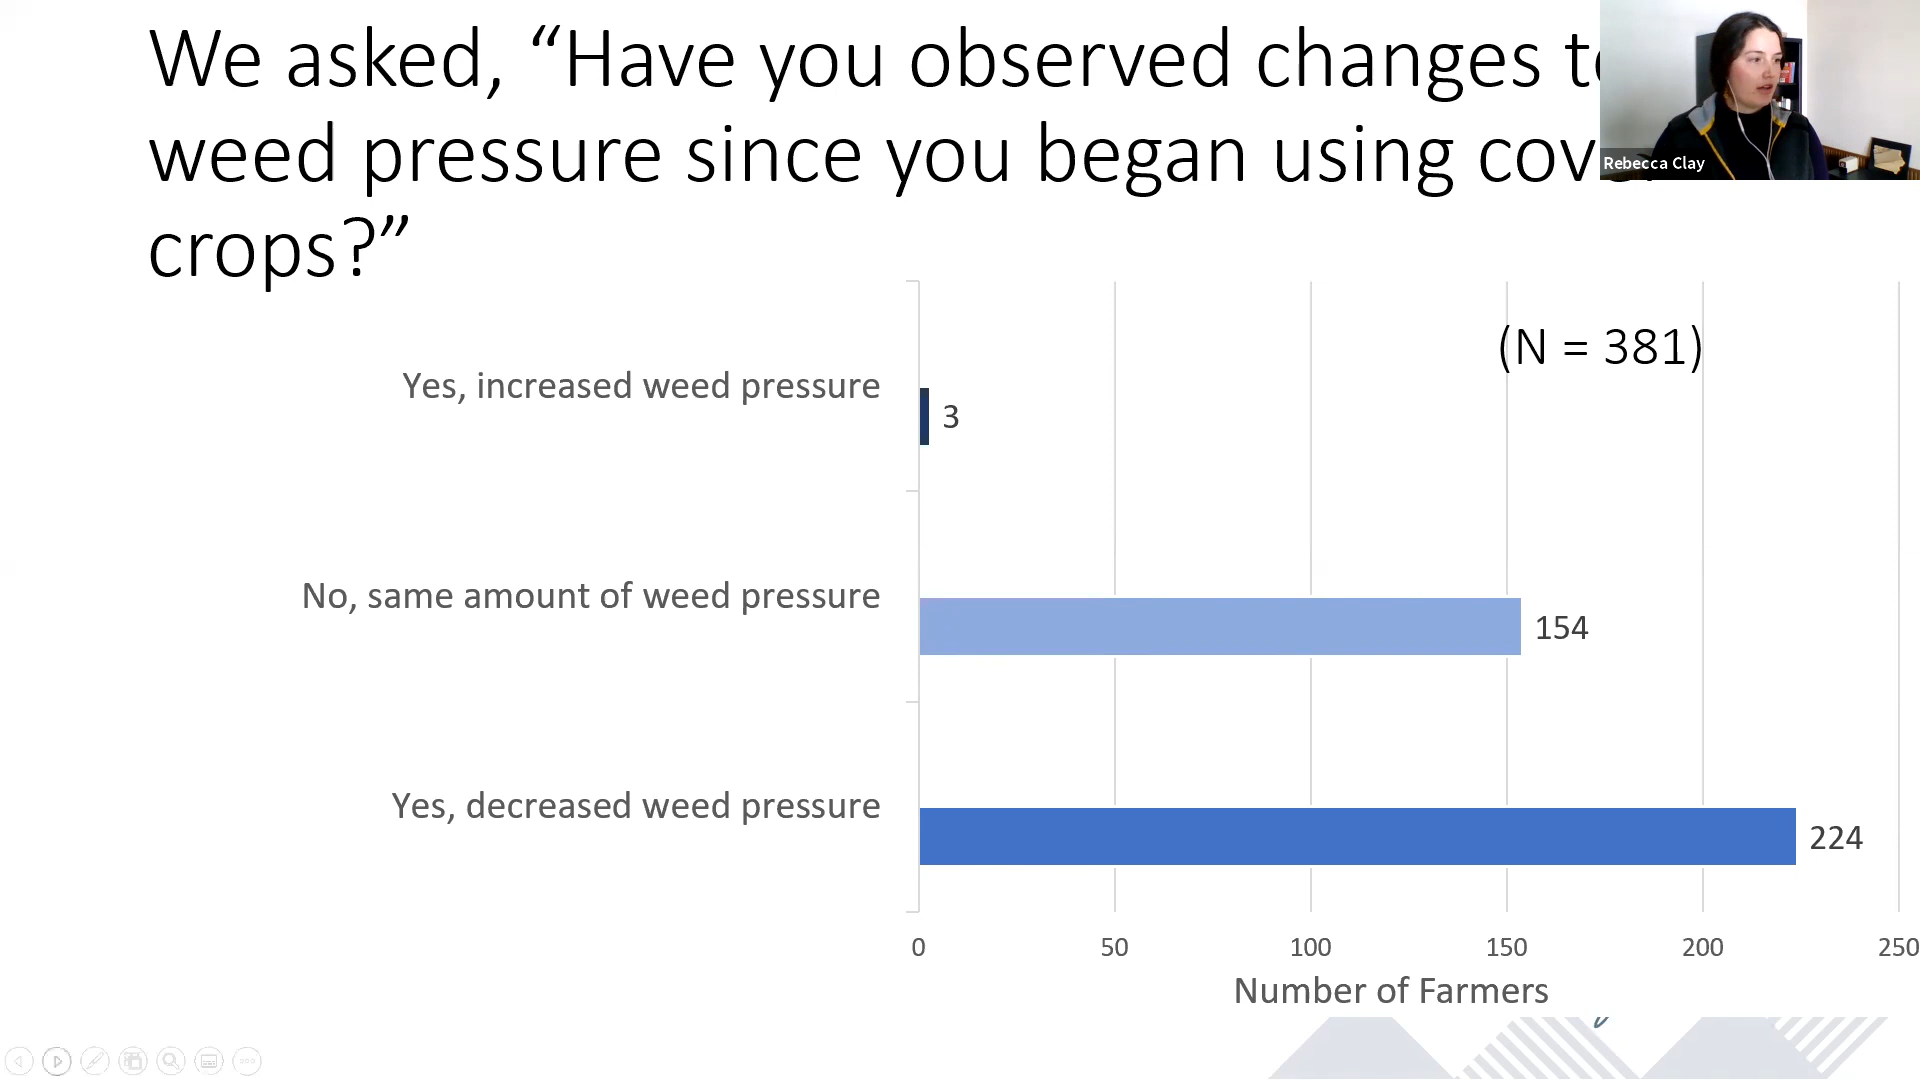 We asked, “Have you observed changes to
weed pressure since you began using
crops?”
Rebecca Clay
(N = 381)
Yes, increased weed pressure
3
No, same amount of weed pressure
154
Yes, decreased weed pressure
224
0 50 100 150 200 250
Number of Farmers